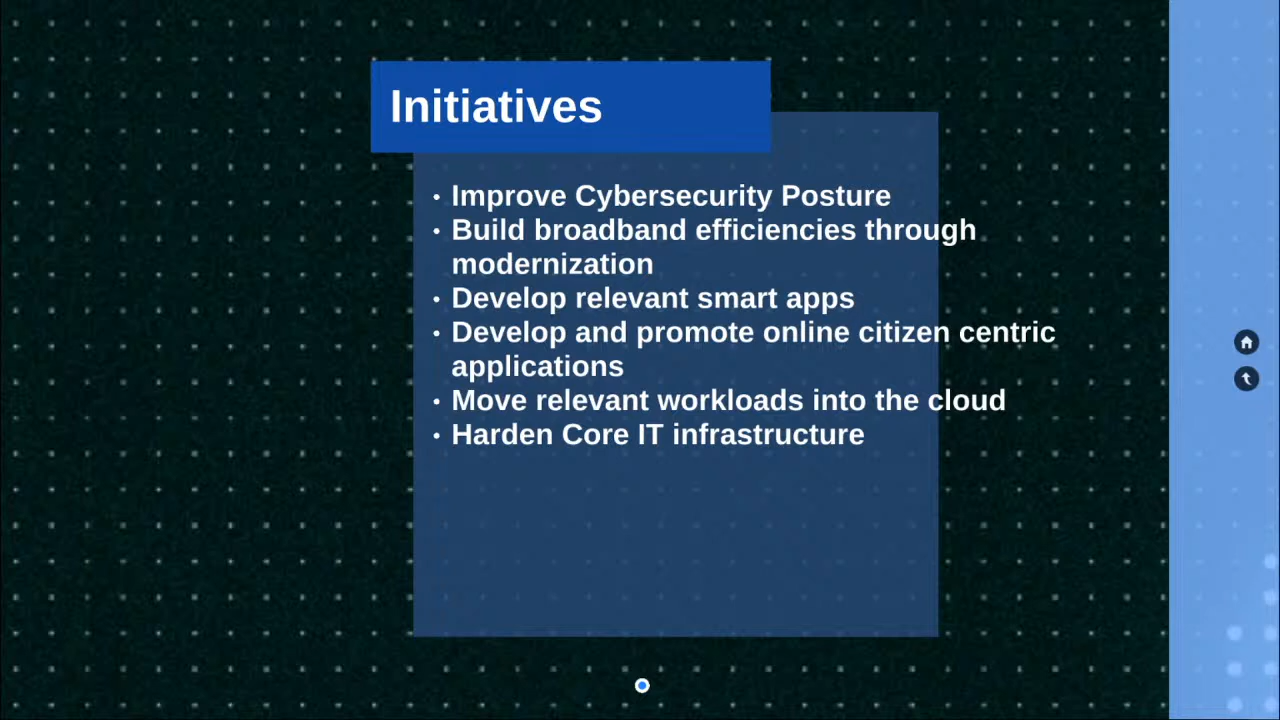 Initiatives
• Improve Cybersecurity Posture
• Build broadband efficiencies through
modernization
• Develop relevant smart apps
• Develop and promote online citizen centric
applications
• Move relevant workloads into the cloud
• Harden Core IT infrastructure